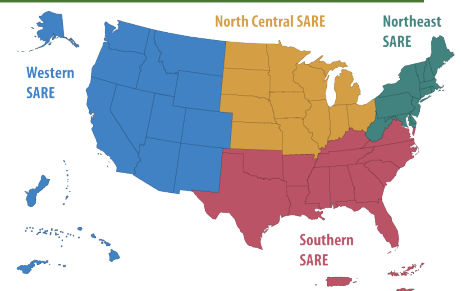 North Central SARE
Northeast
SARE
Western
SARE
Southern
SARE